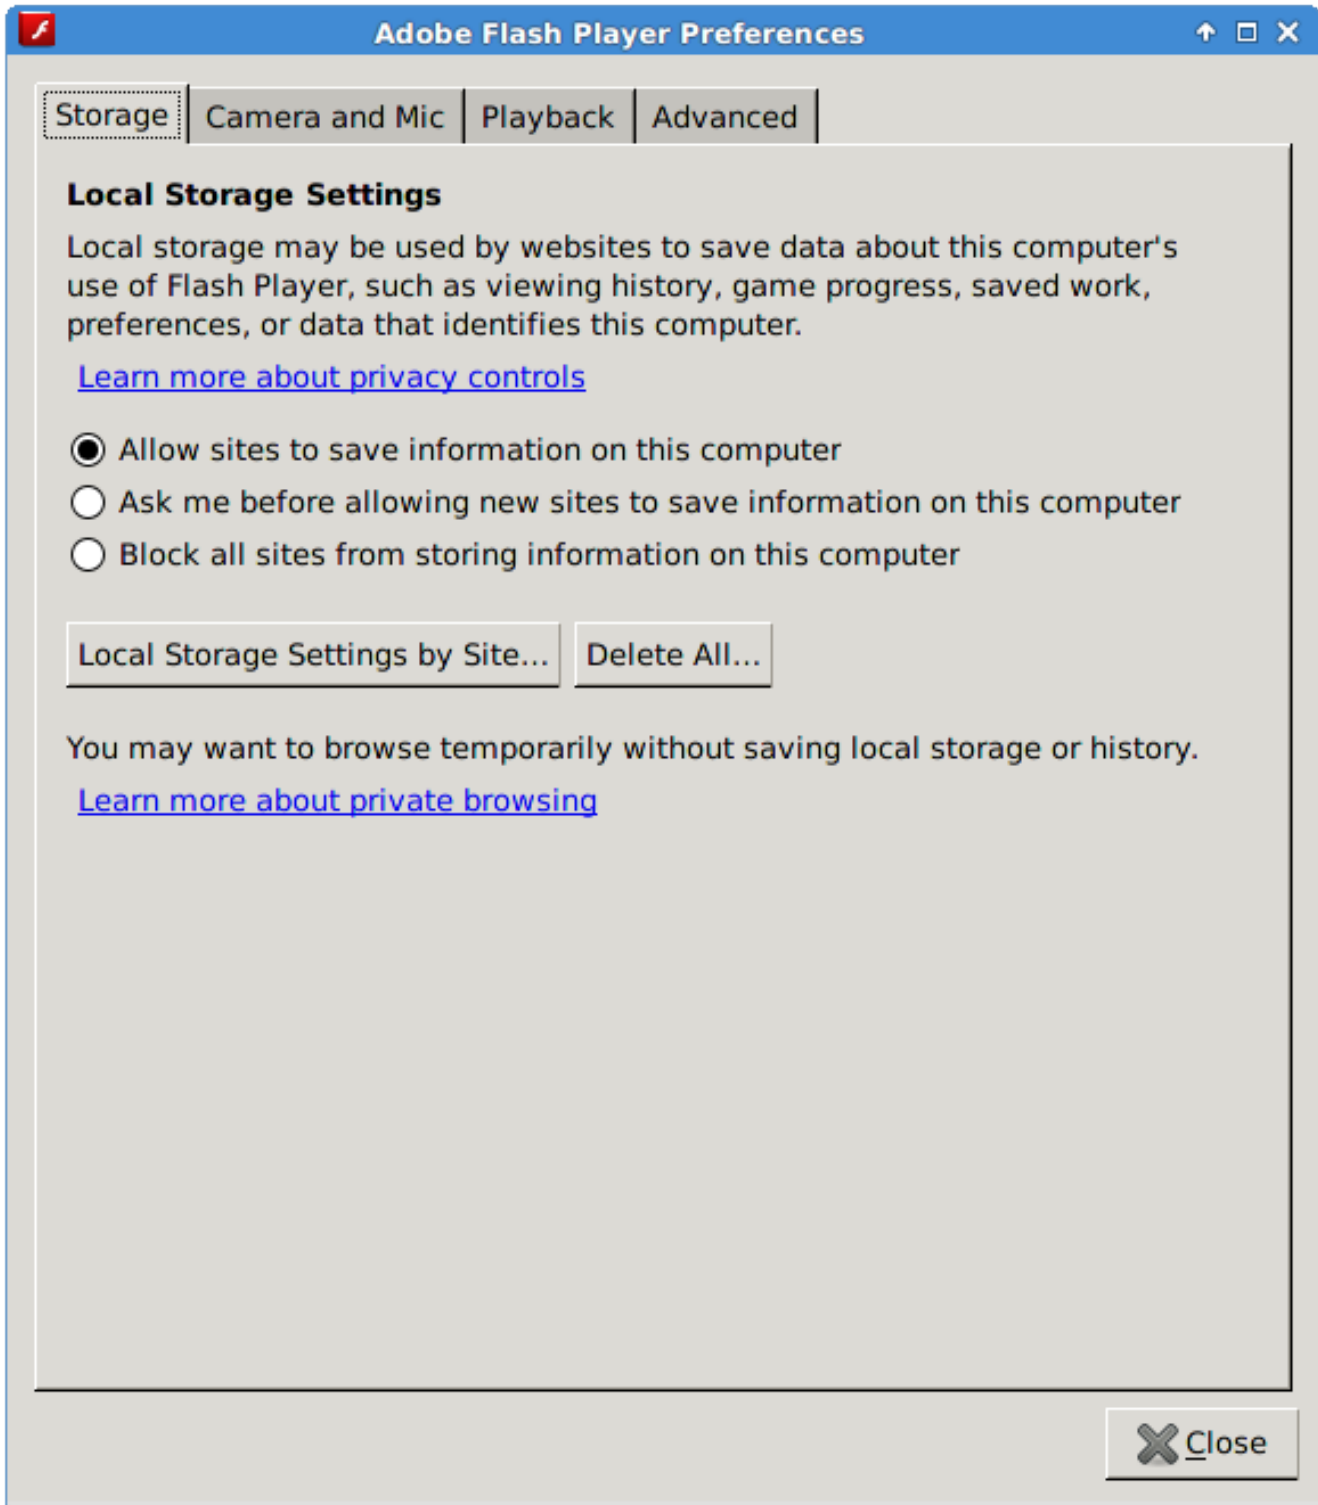 Adobe Flash Player Preferences
Storage
Camera and Mic
Playback
Advanced
Local Storage Settings
Local storage may be used by websites to save data about this computer's
use of Flash Player, such as viewing history, game progress, saved work,
preferences, or data that identifies this computer.
Learn more about privacy controls
Allow sites to save information on this computer
Ask me before allowing new sites to save information on this computer
Block all sites from storing information on this computer
Local Storage Settings by Site...
Delete All...
You may want to browse temporarily without saving local storage or history.
Learn more about private browsing
Close